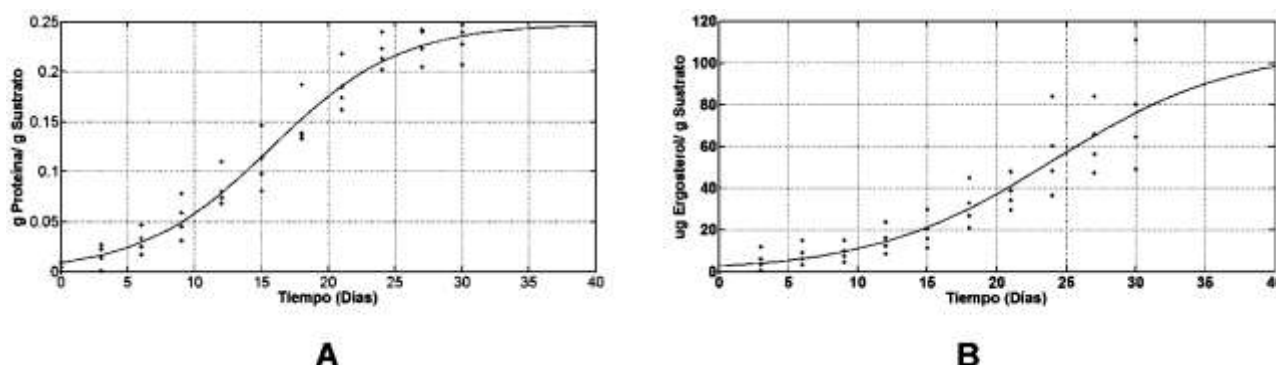 g Proteína/ g Sustrato
0.25
0.2
0.15
0.1
0.05
0
0 5 10 15 20 25 30 35 40
Tiempo (Días)
A
ug Ergosterol/ g Sustrato
120
100
80
60
40
20
0
0 5 10 15 20 25 30 35 40
Tiempo (Días)
B